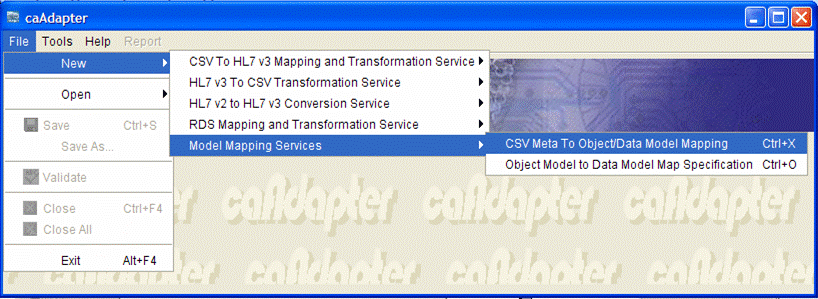 caAdapter
File Tools Help Report
New
Open
Save Ctrl+S
Save As...
Validate
Close Ctrl+F4
Close All
Exit Alt+F4
CSV To HL7 v3 Mapping and Transformation Service
HL7 v3 To CSV Transformation Service
HL7 v2 to HL7 v3 Conversion Service
RDS Mapping and Transformation Service
Model Mapping Services
CSV Meta To Object/Data Model Mapping Ctrl+X
Object Model to Data Model Map Specification Ctrl+O
caAdapter caAdapter caAdapter
caAdapter caAdapter caAdapter